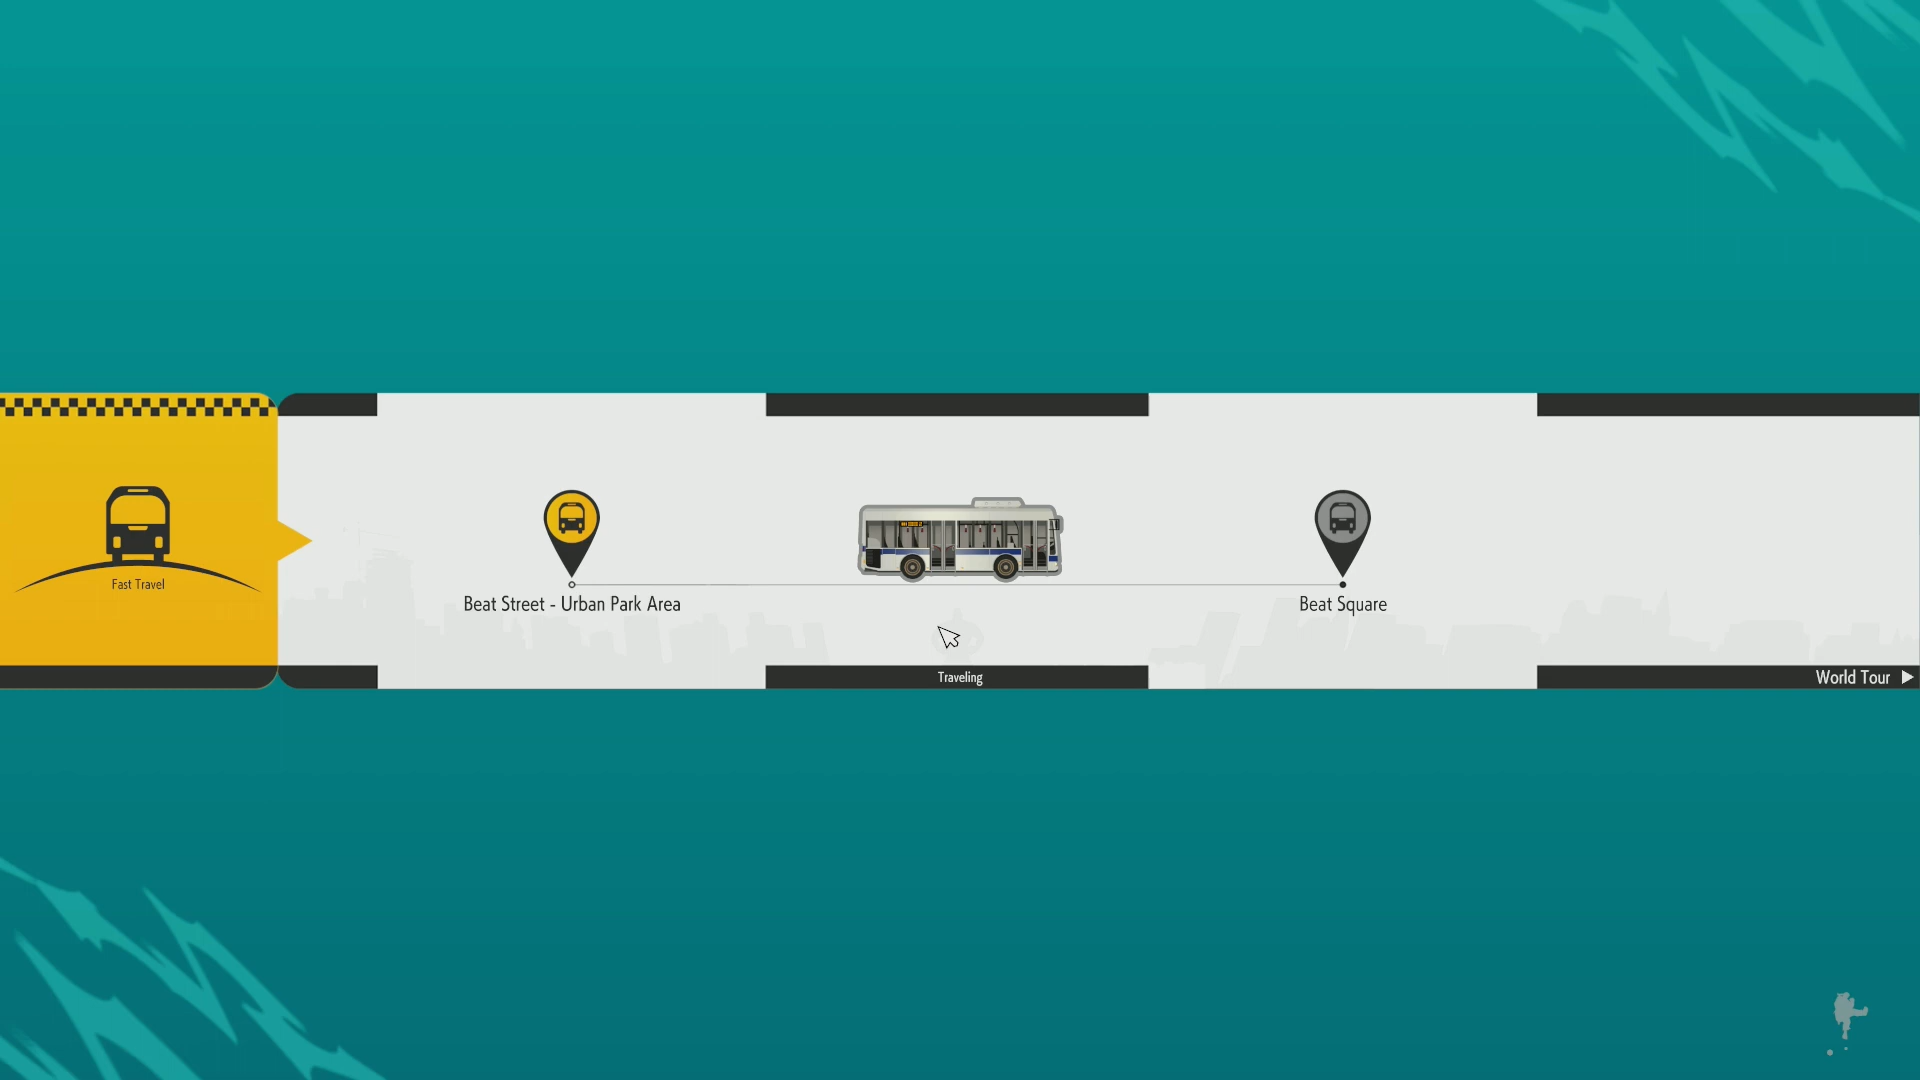 Fast Travel
Beat Street - Urban Park Area
Beat Square
Traveling
World Tour